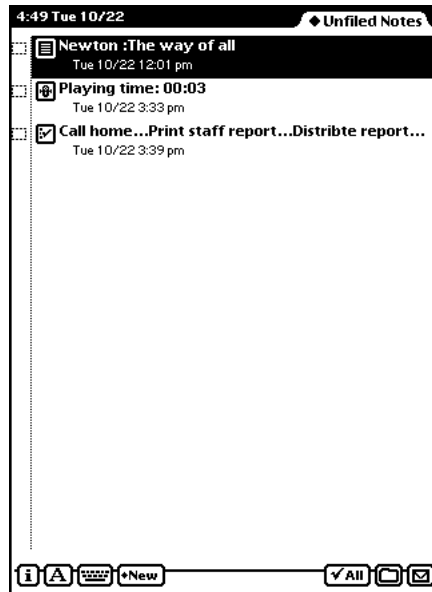 4:49 Tue 10/22
◆Unfiled Notes
Newton :The way of all
Tue 10/22 12:01 pm
Playing time: 00:03
Tue 10/22 3:33 pm
Call home...Print staff report...Distribte report...
Tue 10/22 3:39 pm
i A ◆New ✓All